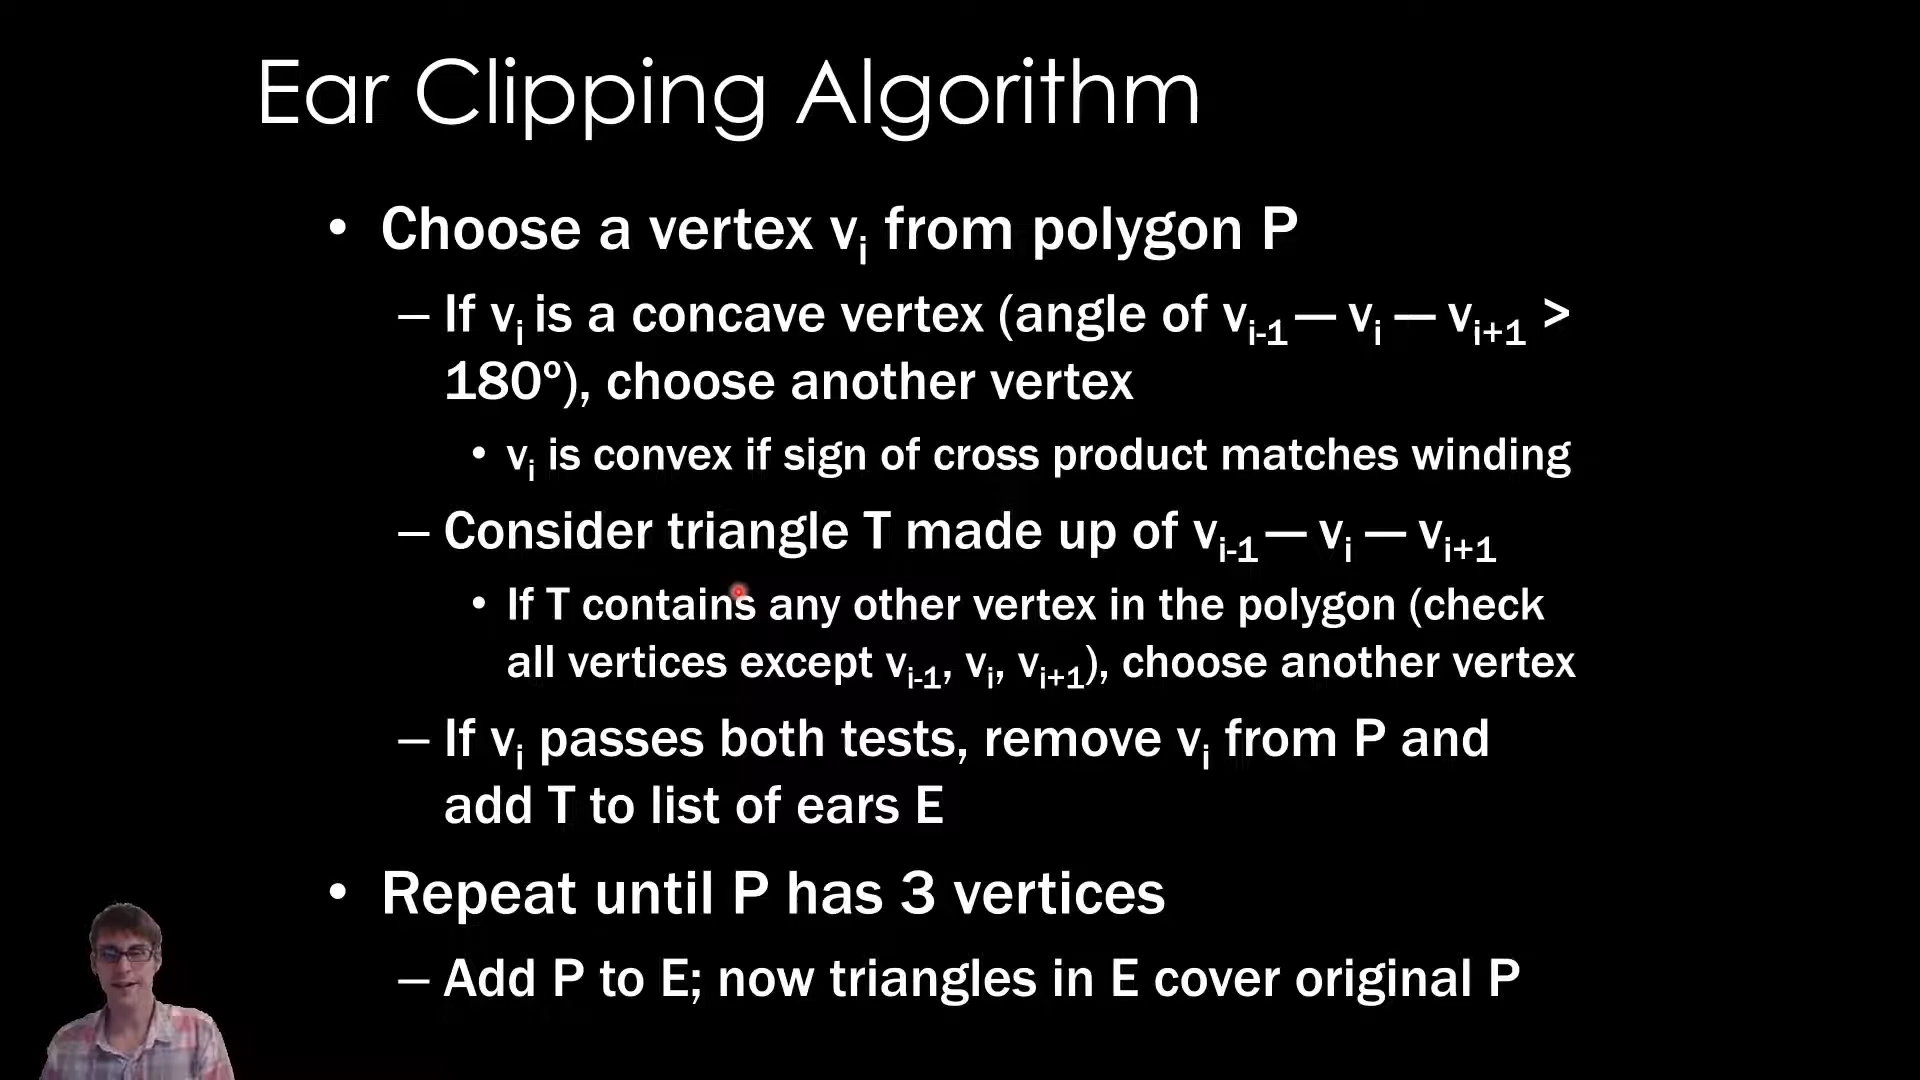 Ear Clipping Algorithm
• Choose a vertex vᵢ from polygon P
– If vᵢ is a concave vertex (angle of vᵢ₋₁ — vᵢ — vᵢ₊₁ >
180º), choose another vertex
• vᵢ is convex if sign of cross product matches winding
– Consider triangle T made up of vᵢ₋₁ — vᵢ — vᵢ₊₁
• If T contains any other vertex in the polygon (check
all vertices except vᵢ₋₁, vᵢ, vᵢ₊₁), choose another vertex
– If vᵢ passes both tests, remove vᵢ from P and
add T to list of ears E
• Repeat until P has 3 vertices
– Add P to E; now triangles in E cover original P